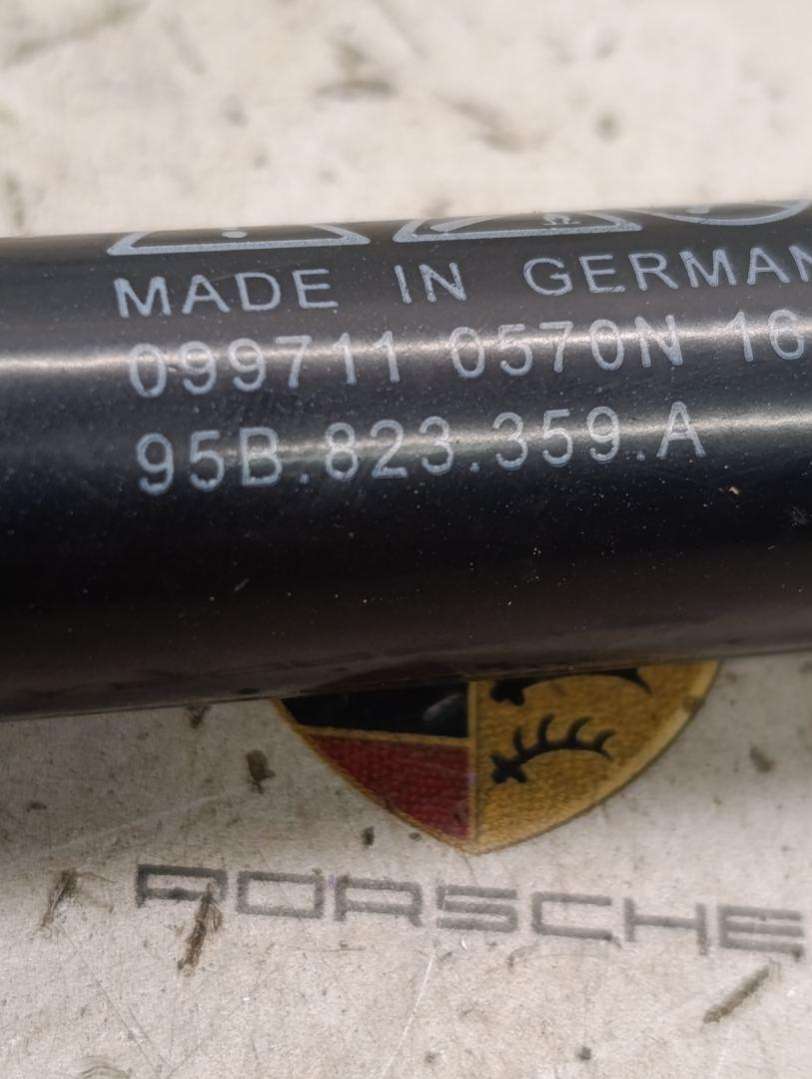 MADE IN GERMAN
099711 0570N 16
95B.823.359.A
PORSCHE